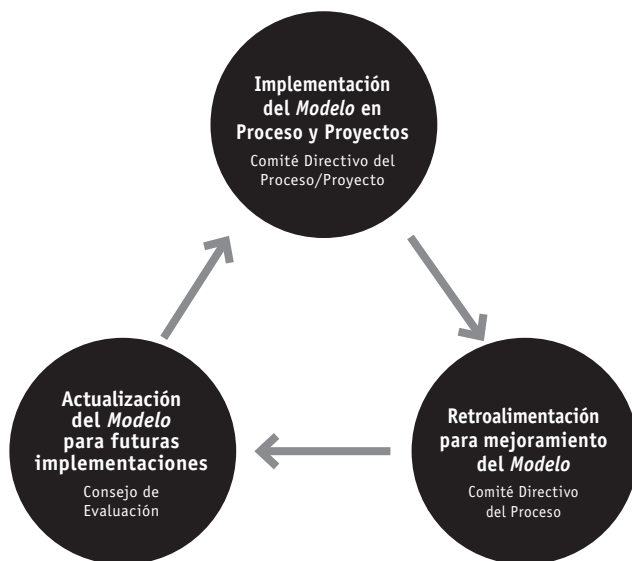 Implementación
del Modelo en
Proceso y Proyectos
Comité Directivo del
Proceso/Proyecto
Actualización
del Modelo
para futuras
implementaciones
Consejo de
Evaluación
Retroalimentación
para mejoramiento
del Modelo
Comité Directivo
del Proceso